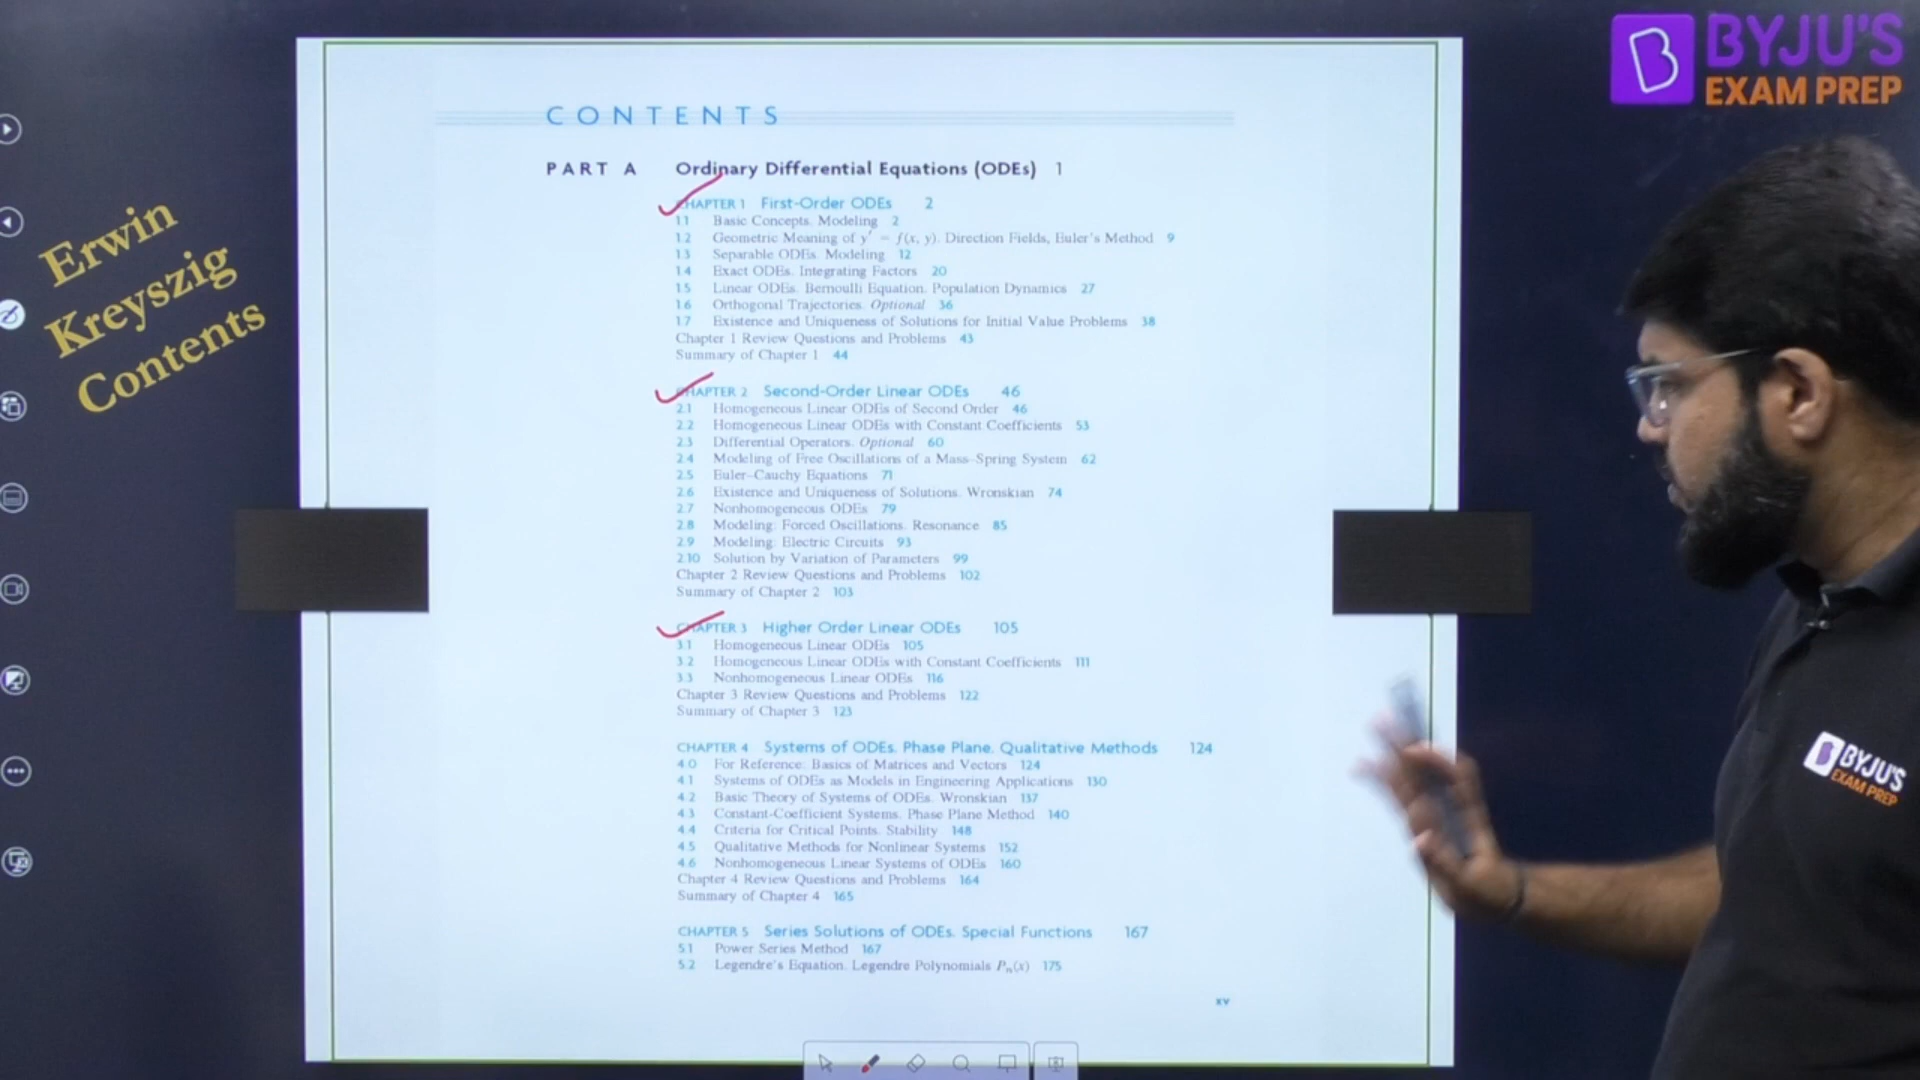 BYJU'S
EXAM PREP
Erwin
Kreyszig
Contents
CONTENTS
PART A Ordinary Differential Equations (ODEs) 1
CHAPTER 1 First-Order ODEs 2
1.1 Basic Concepts. Modeling 2
1.2 Geometric Meaning of y′ = f(x, y). Direction Fields, Euler's Method 9
1.3 Separable ODEs. Modeling 12
1.4 Exact ODEs. Integrating Factors 20
1.5 Linear ODEs. Bernoulli Equation. Population Dynamics 27
1.6 Orthogonal Trajectories. Optional 36
1.7 Existence and Uniqueness of Solutions for Initial Value Problems 38
Chapter 1 Review Questions and Problems 43
Summary of Chapter 1 44
CHAPTER 2 Second-Order Linear ODEs 46
2.1 Homogeneous Linear ODEs of Second Order 46
2.2 Homogeneous Linear ODEs with Constant Coefficients 53
2.3 Differential Operators. Optional 60
2.4 Modeling of Free Oscillations of a Mass–Spring System 62
2.5 Euler–Cauchy Equations 71
2.6 Existence and Uniqueness of Solutions. Wronskian 74
2.7 Nonhomogeneous ODEs 79
2.8 Modeling: Forced Oscillations. Resonance 85
2.9 Modeling: Electric Circuits 93
2.10 Solution by Variation of Parameters 99
Chapter 2 Review Questions and Problems 102
Summary of Chapter 2 103
CHAPTER 3 Higher Order Linear ODEs 105
3.1 Homogeneous Linear ODEs 105
3.2 Homogeneous Linear ODEs with Constant Coefficients 111
3.3 Nonhomogeneous Linear ODEs 116
Chapter 3 Review Questions and Problems 122
Summary of Chapter 3 123
CHAPTER 4 Systems of ODEs. Phase Plane. Qualitative Methods 124
4.0 For Reference: Basics of Matrices and Vectors 124
4.1 Systems of ODEs as Models in Engineering Applications 130
4.2 Basic Theory of Systems of ODEs. Wronskian 137
4.3 Constant-Coefficient Systems. Phase Plane Method 140
4.4 Criteria for Critical Points. Stability 148
4.5 Qualitative Methods for Nonlinear Systems 152
4.6 Nonhomogeneous Linear Systems of ODEs 160
Chapter 4 Review Questions and Problems 164
Summary of Chapter 4 165
CHAPTER 5 Series Solutions of ODEs. Special Functions 167
5.1 Power Series Method 167
5.2 Legendre's Equation. Legendre Polynomials Pn(x) 175
xv
BYJU'S
EXAM PREP